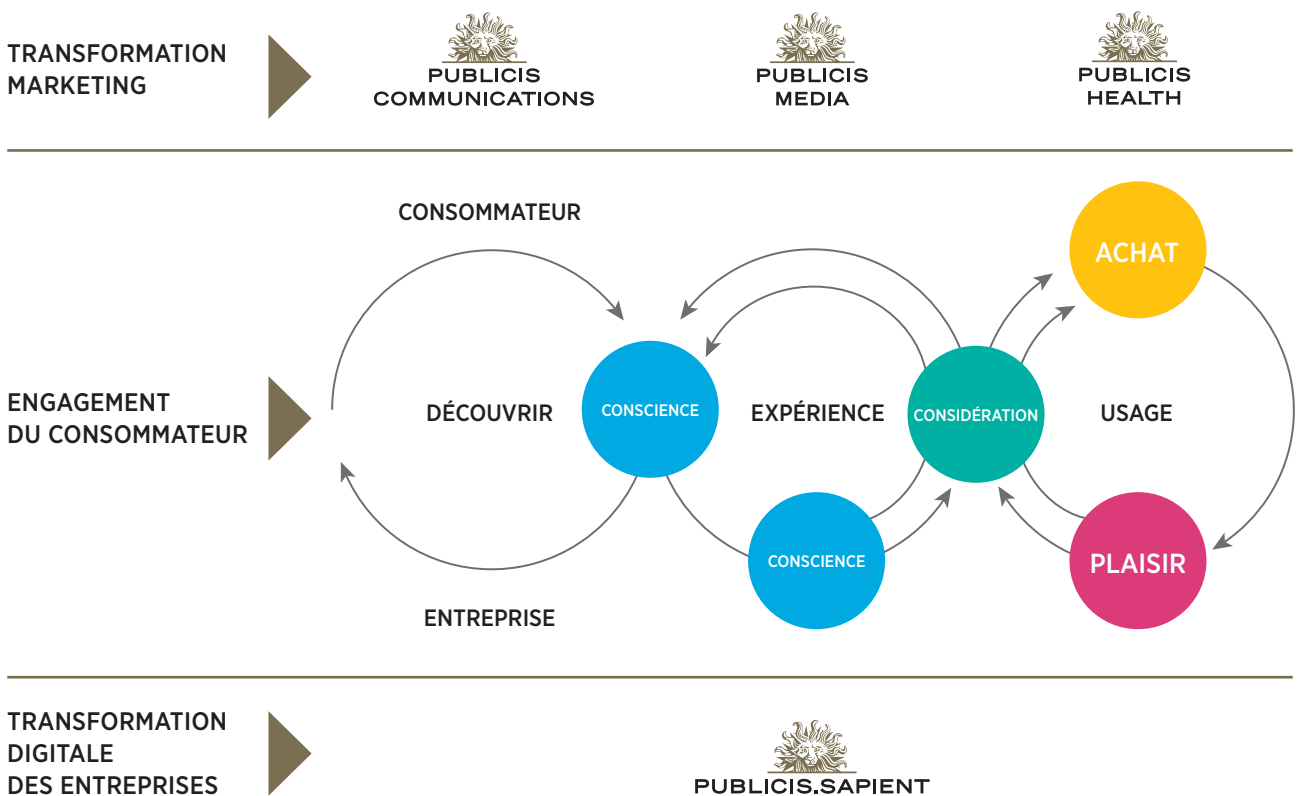 TRANSFORMATION
MARKETING
PUBLICIS
COMMUNICATIONS
PUBLICIS
MEDIA
PUBLICIS
HEALTH
CONSOMMATEUR
ACHAT
ENGAGEMENT
DU CONSOMMATEUR
DÉCOUVRIR
CONSCIENCE
EXPÉRIENCE
CONSIDÉRATION
USAGE
CONSCIENCE
PLAISIR
ENTREPRISE
TRANSFORMATION
DIGITALE
DES ENTREPRISES
PUBLICIS.SAPIENT